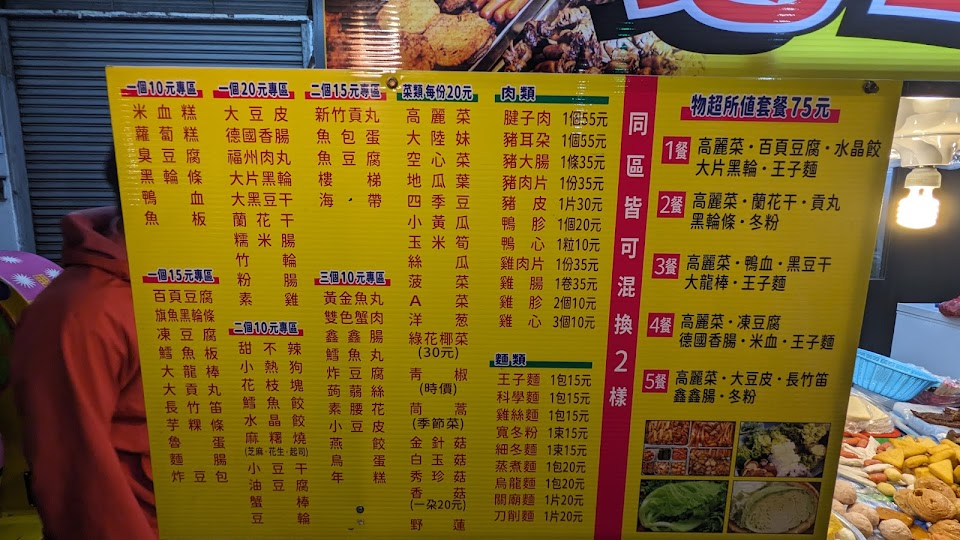 一個10元專區
米血糕
蘿蔔糕
臭豆腐
黑輪條
鴨血
魚板
一個15元專區
百頁豆腐
旗魚黑輪條
凍豆腐
鱈魚板
大龍棒
大貢丸
長竹笛
芋粿條
魯蛋
麵腸
炸豆包
一個20元專區
大豆皮
德國香腸
福州肉丸
大片黑輪
大黑豆干
蘭花干
糯米腸
竹輪
粉腸
素雞
二個10元專區
甜不辣
小熱狗
花枝塊
鱈魚餃
水晶餃
麻糬燒
(芝麻·花生·起司)
小豆干
油豆腐
蟹棒
豆輪
二個15元專區
新竹貢丸
魚包蛋
魚豆腐
樓梯
海·帶
三個10元專區
黃金魚丸
雙色蟹肉
鑫鑫腸
鱈魚丸
炸豆腐
蒟蒻絲
素腰花
小豆皮
燕餃
鳥蛋
年糕
菜類,每份20元
高麗菜
大陸妹
空心菜
地瓜葉
四季豆
小黃瓜
玉米筍
絲瓜
菠菜
A菜
洋蔥
綠花椰菜
(30元)
青椒
(時價)
茼蒿
(季節菜)
金針菇
白玉菇
秀珍菇
香菇
(一朵20元)
野蓮
肉類
腱子肉 1個55元
豬耳朶 1個55元
豬大腸 1條35元
豬肉片 1份35元
豬皮 1片30元
鴨胗 1個20元
鴨心 1粒10元
雞肉片 1份35元
雞腸 1卷35元
雞胗 2個10元
雞心 3個10元
麵類
王子麵 1包15元
科學麵 1包15元
雞絲麵 1包15元
寬冬粉 1束15元
細冬粉 1束15元
蒸煮麵 1包20元
烏龍麵 1包20元
關廟麵 1片20元
刀削麵 1片20元
同區皆可混換2樣
物超所值套餐75元
1餐 高麗菜·百頁豆腐·水晶餃
大片黑輪·王子麵
2餐 高麗菜·蘭花干·貢丸
黑輪條·冬粉
3餐 高麗菜·鴨血·黑豆干
大龍棒·王子麵
4餐 高麗菜·凍豆腐
德國香腸·米血·王子麵
5餐 高麗菜·大豆皮·長竹笛
鑫鑫腸·冬粉